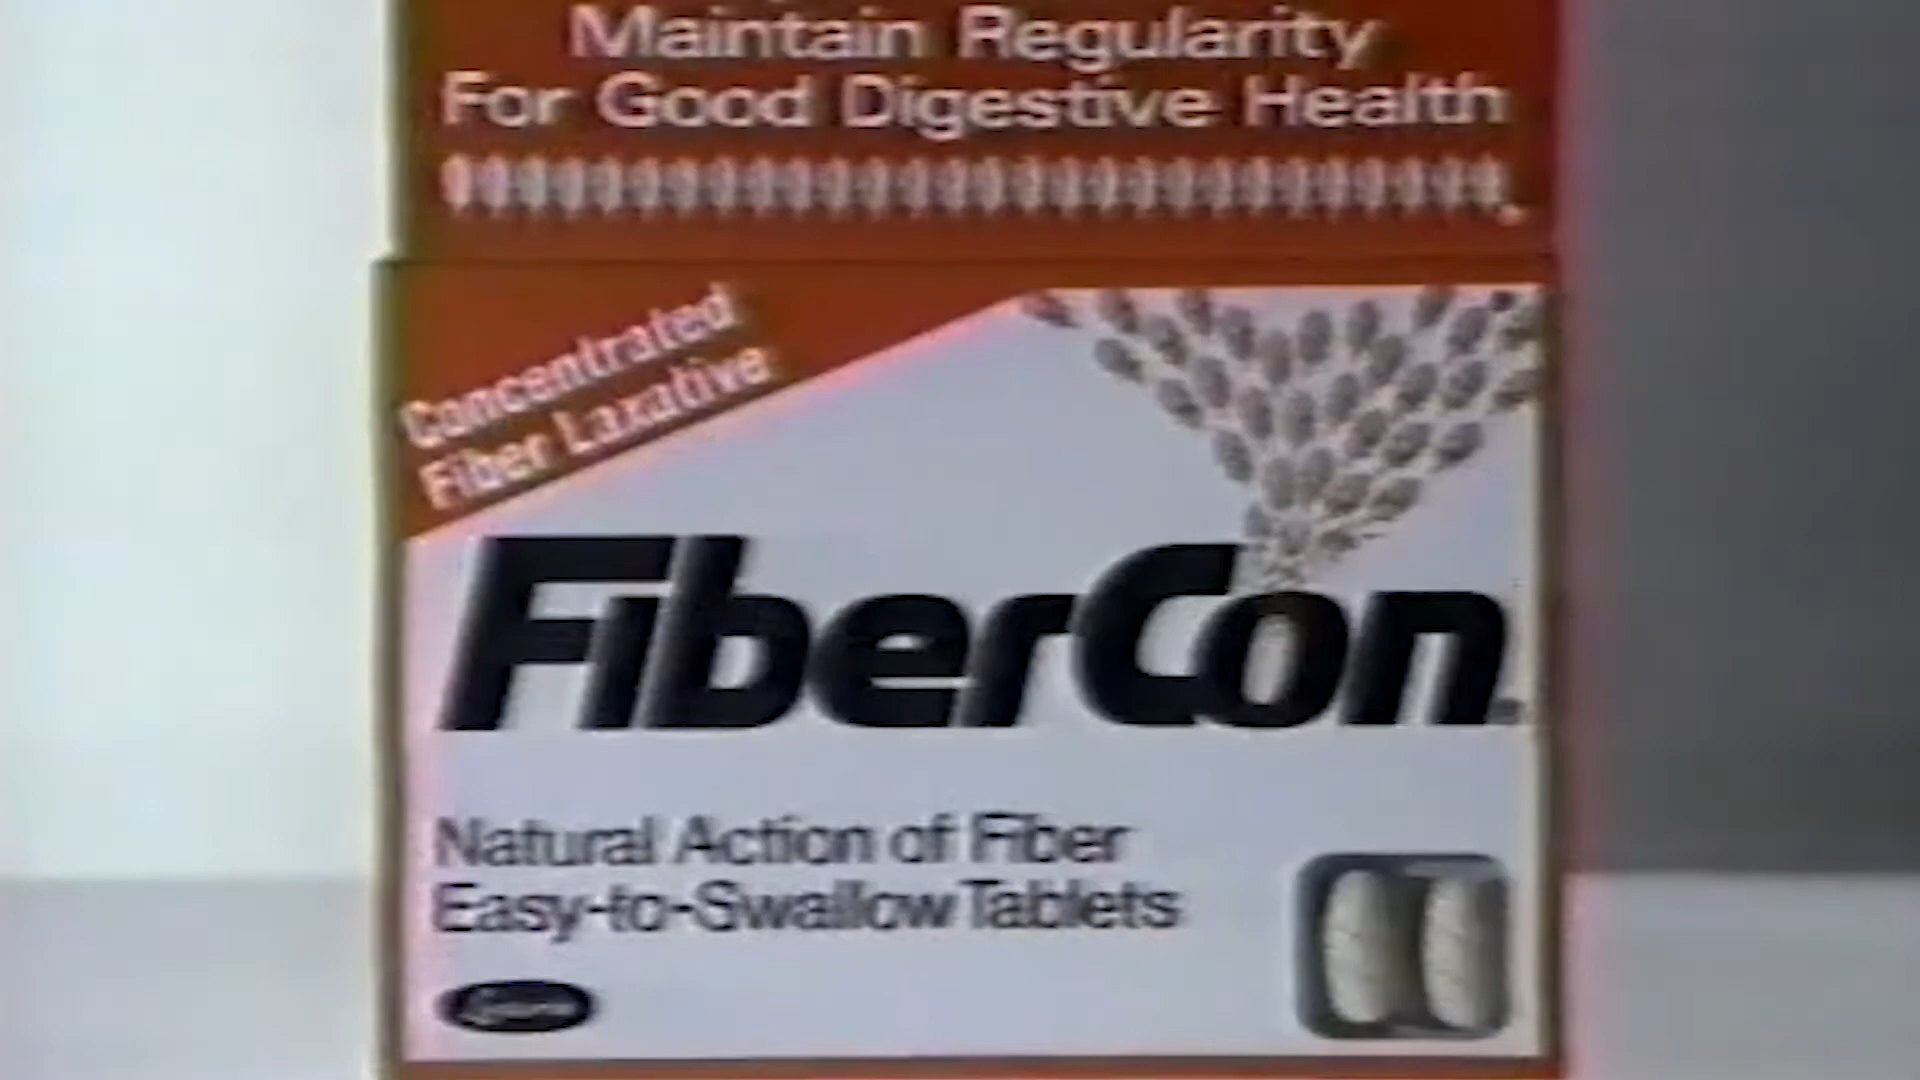 Maintain Regularity
For Good Digestive Health
Concentrated
Fiber Laxative
FiberCon
Natural Action of Fiber
Easy-to-Swallow Tablets